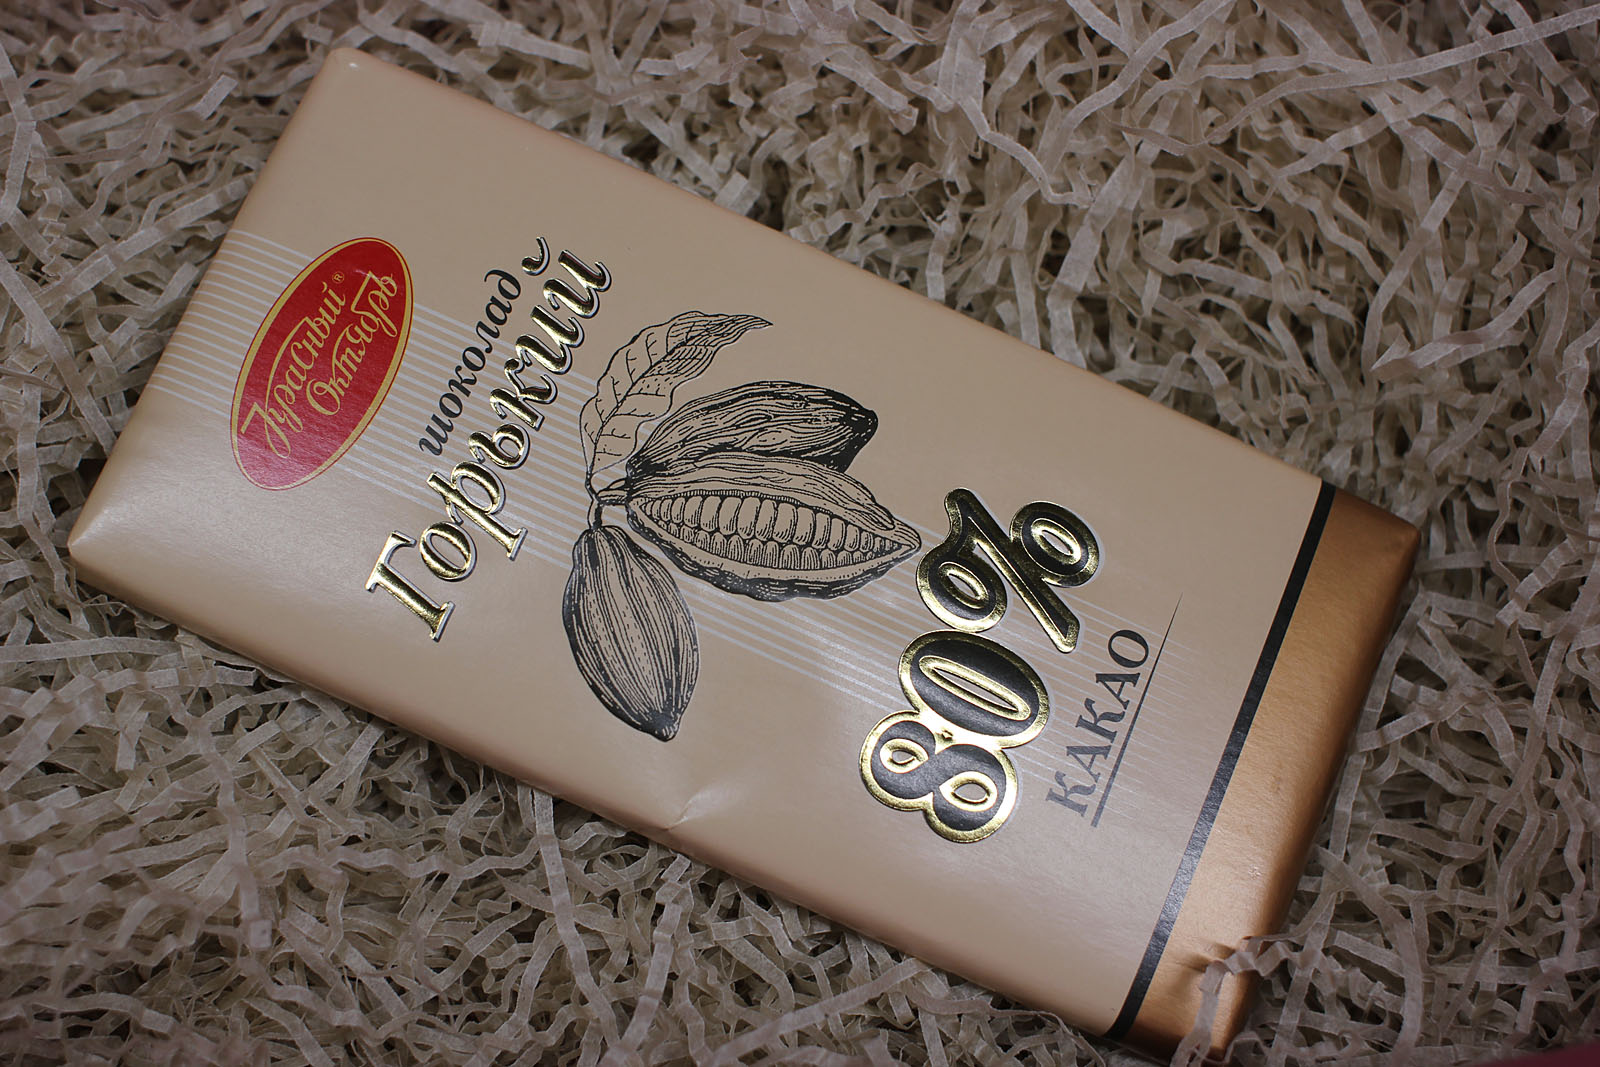 Красный®
Октябрь
шоколад
Горький
80%
КАКАО